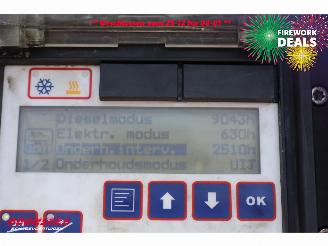 FIREWORK
DEALS
Dieselmodus 9043h
Elektr. modus 630h
Onderh.interv. 2510h
1/2 Onderhoudsmodus UIT
OK